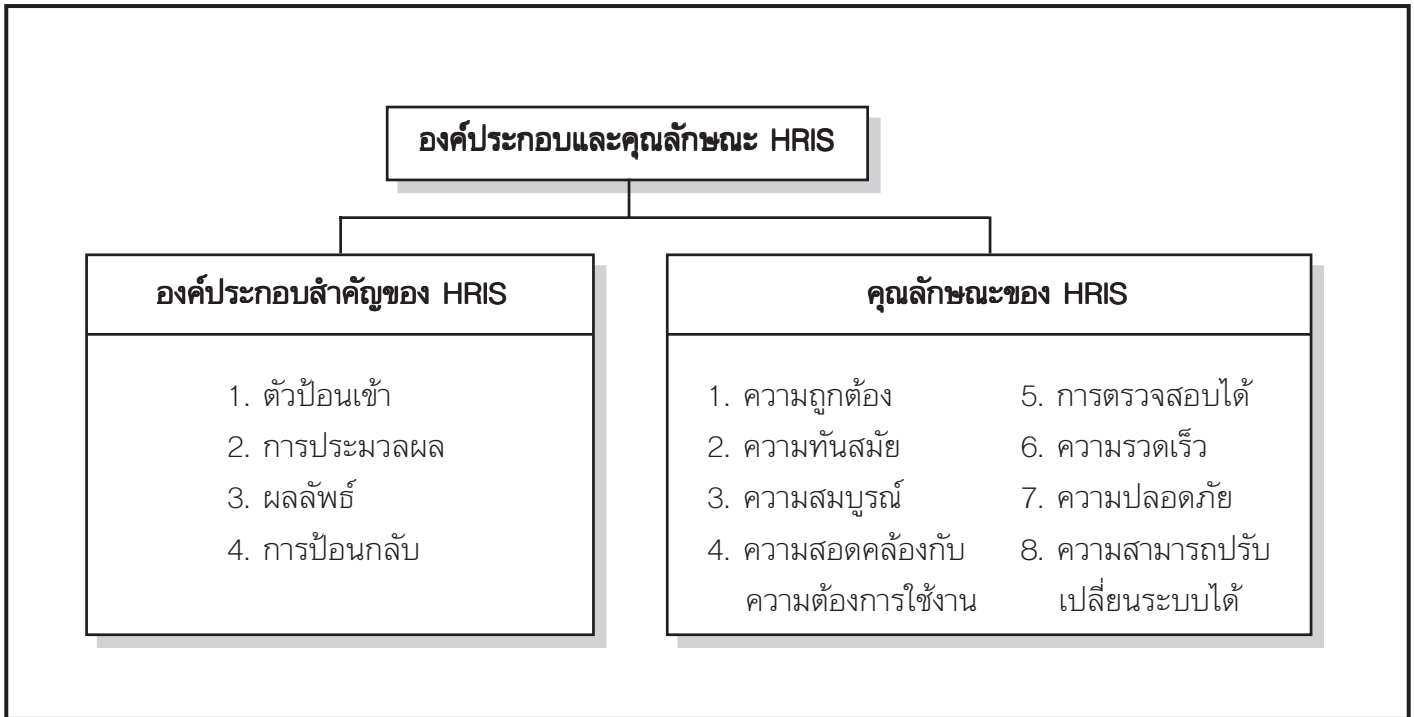 องค์ประกอบและคุณลักษณะ HRIS
องค์ประกอบสำคัญของ HRIS
1. ตัวป้อนเข้า
2. การประมวลผล
3. ผลลัพธ์
4. การป้อนกลับ
คุณลักษณะของ HRIS
1. ความถูกต้อง
2. ความทันสมัย
3. ความสมบูรณ์
4. ความสอดคล้องกับ
ความต้องการใช้งาน
5. การตรวจสอบได้
6. ความรวดเร็ว
7. ความปลอดภัย
8. ความสามารถปรับ
เปลี่ยนระบบได้